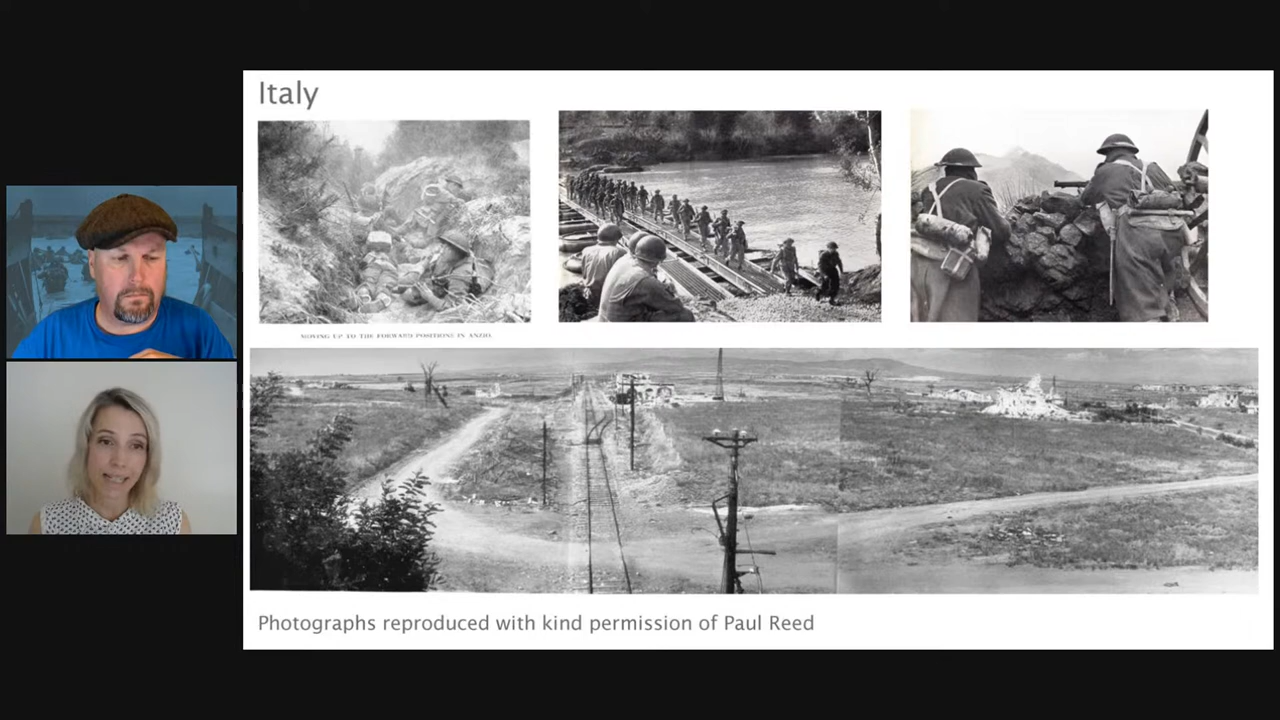 Italy
MOVING UP TO THE FORWARD POSITIONS IN ANZIO.
Photographs reproduced with kind permission of Paul Reed